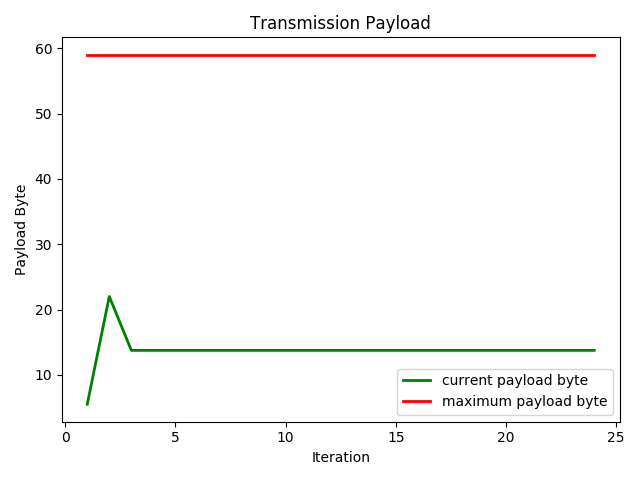 Transmission Payload
60
50
40
30
20
10
Payload Byte
current payload byte
maximum payload byte
0 5 10 15 20 25
Iteration